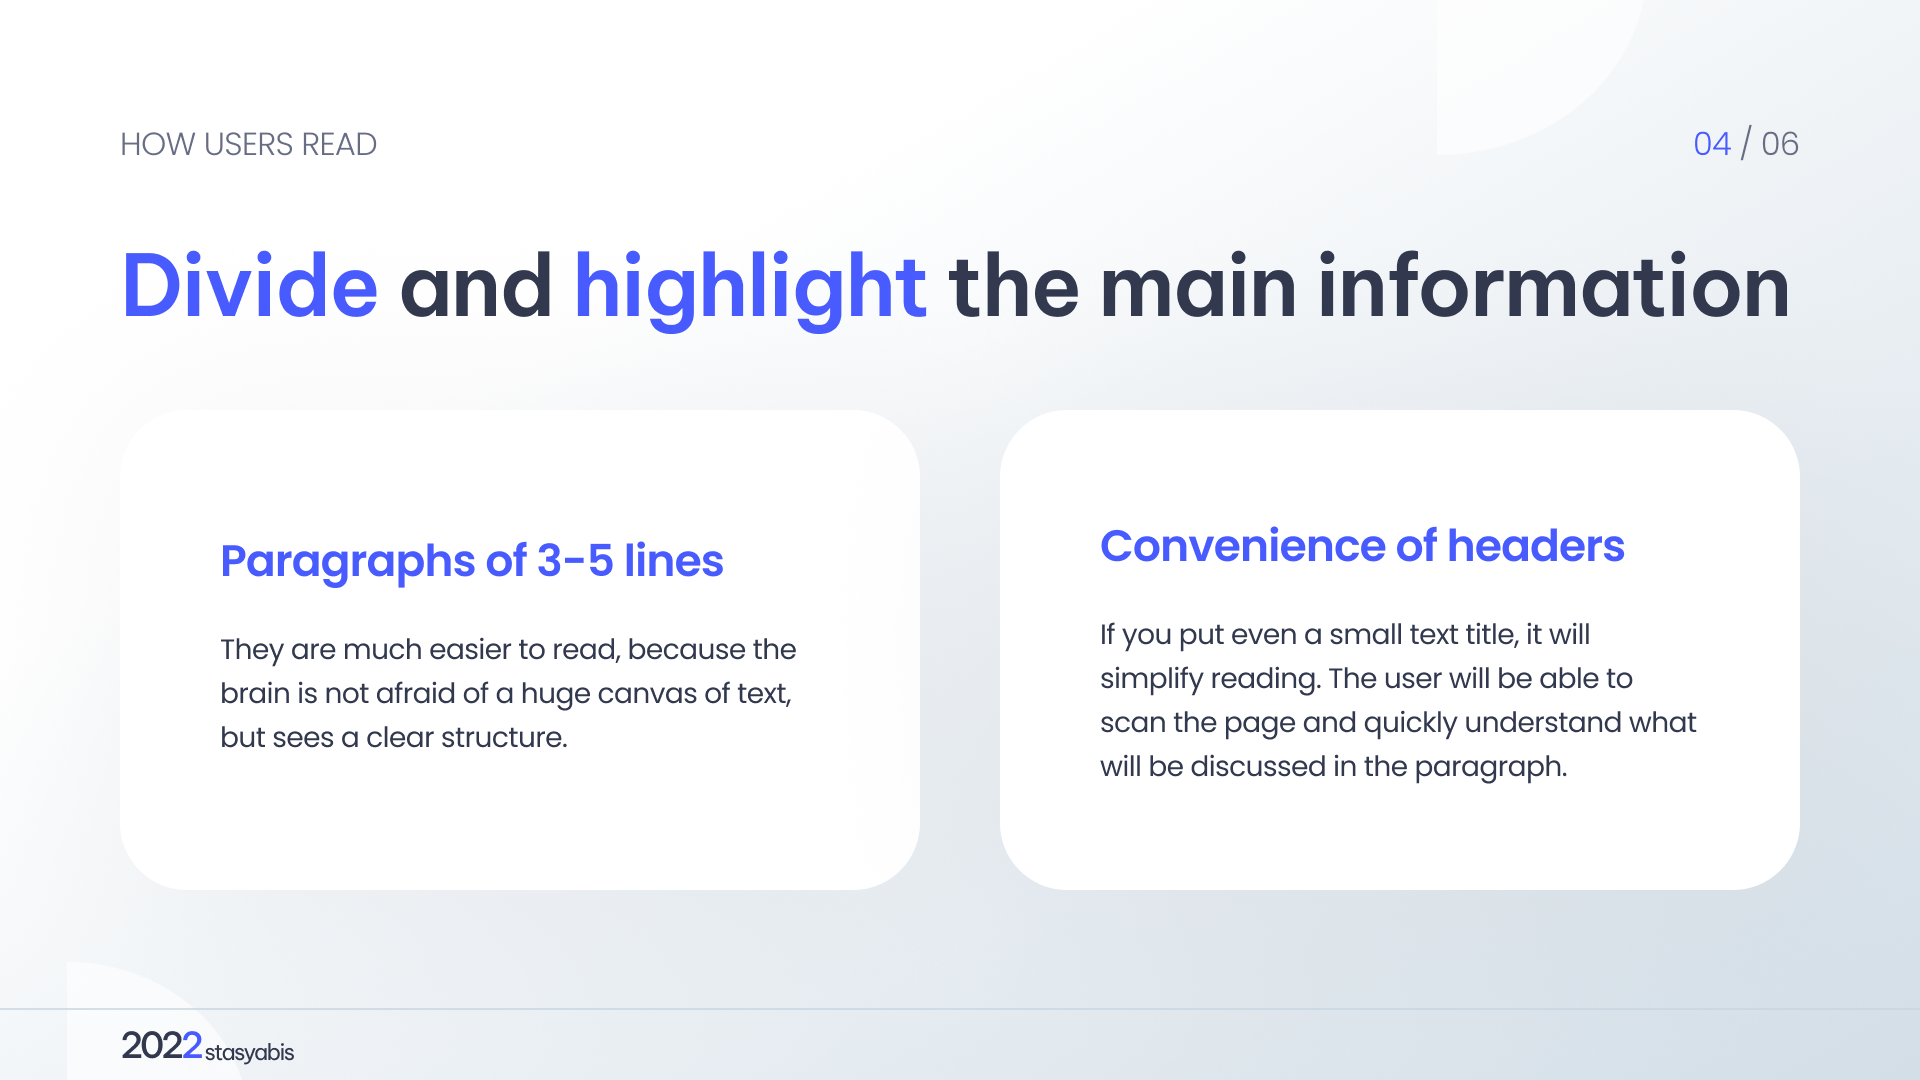 HOW USERS READ
04 / 06
Divide and highlight the main information
Paragraphs of 3-5 lines
They are much easier to read, because the
brain is not afraid of a huge canvas of text,
but sees a clear structure.
Convenience of headers
If you put even a small text title, it will
simplify reading. The user will be able to
scan the page and quickly understand what
will be discussed in the paragraph.
2022 stasyabis